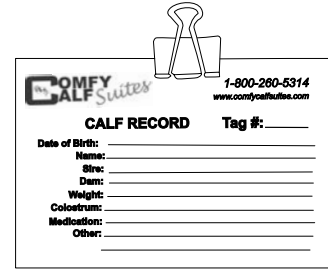 COMFY CALF Suites
1-800-260-5314
www.comfycalfsuites.com
CALF RECORD Tag #:
Date of Birth:
Name:
Sire:
Dam:
Weight:
Colostrum:
Medication:
Other: